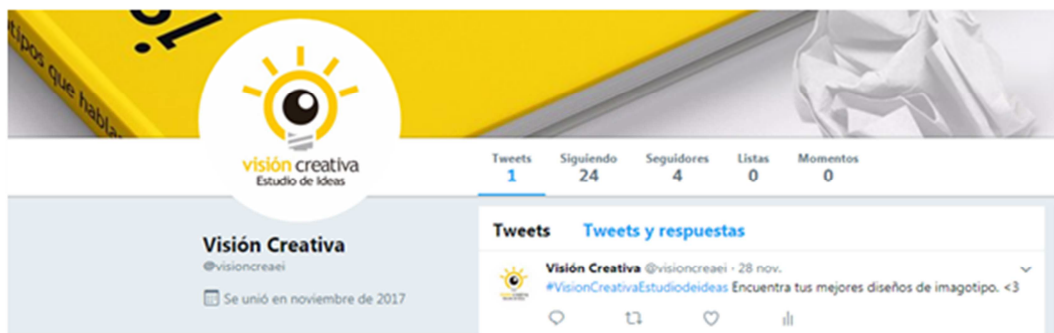 tipos que habla
visión creativa
Estudio de Ideas
Tweets Siguiendo Seguidores Listas Momentos
1 24 4 0 0
Visión Creativa
@visioncreaei
Se unió en noviembre de 2017
Tweets Tweets y respuestas
Visión Creativa @visioncreaei - 28 nov.
#VisionCreativaEstudiodeideas Encuentra tus mejores diseños de imagotipo. <3